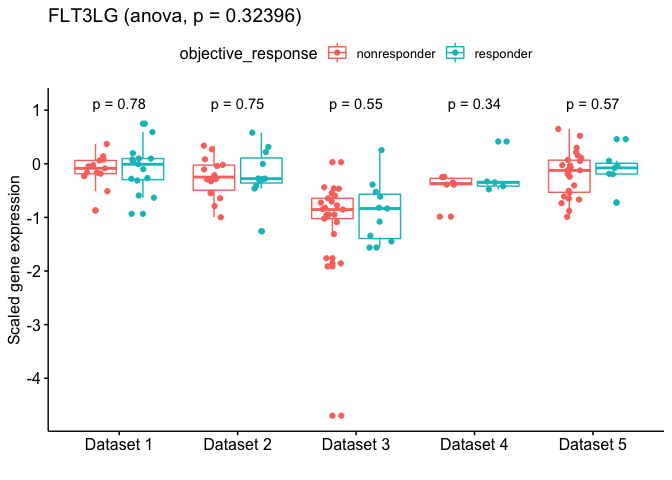 FLT3LG (anova, p = 0.32396)
objective_response nonresponder responder
p = 0.78 p = 0.75 p = 0.55 p = 0.34 p = 0.57
Scaled gene expression
1
0
-1
-2
-3
-4
Dataset 1 Dataset 2 Dataset 3 Dataset 4 Dataset 5